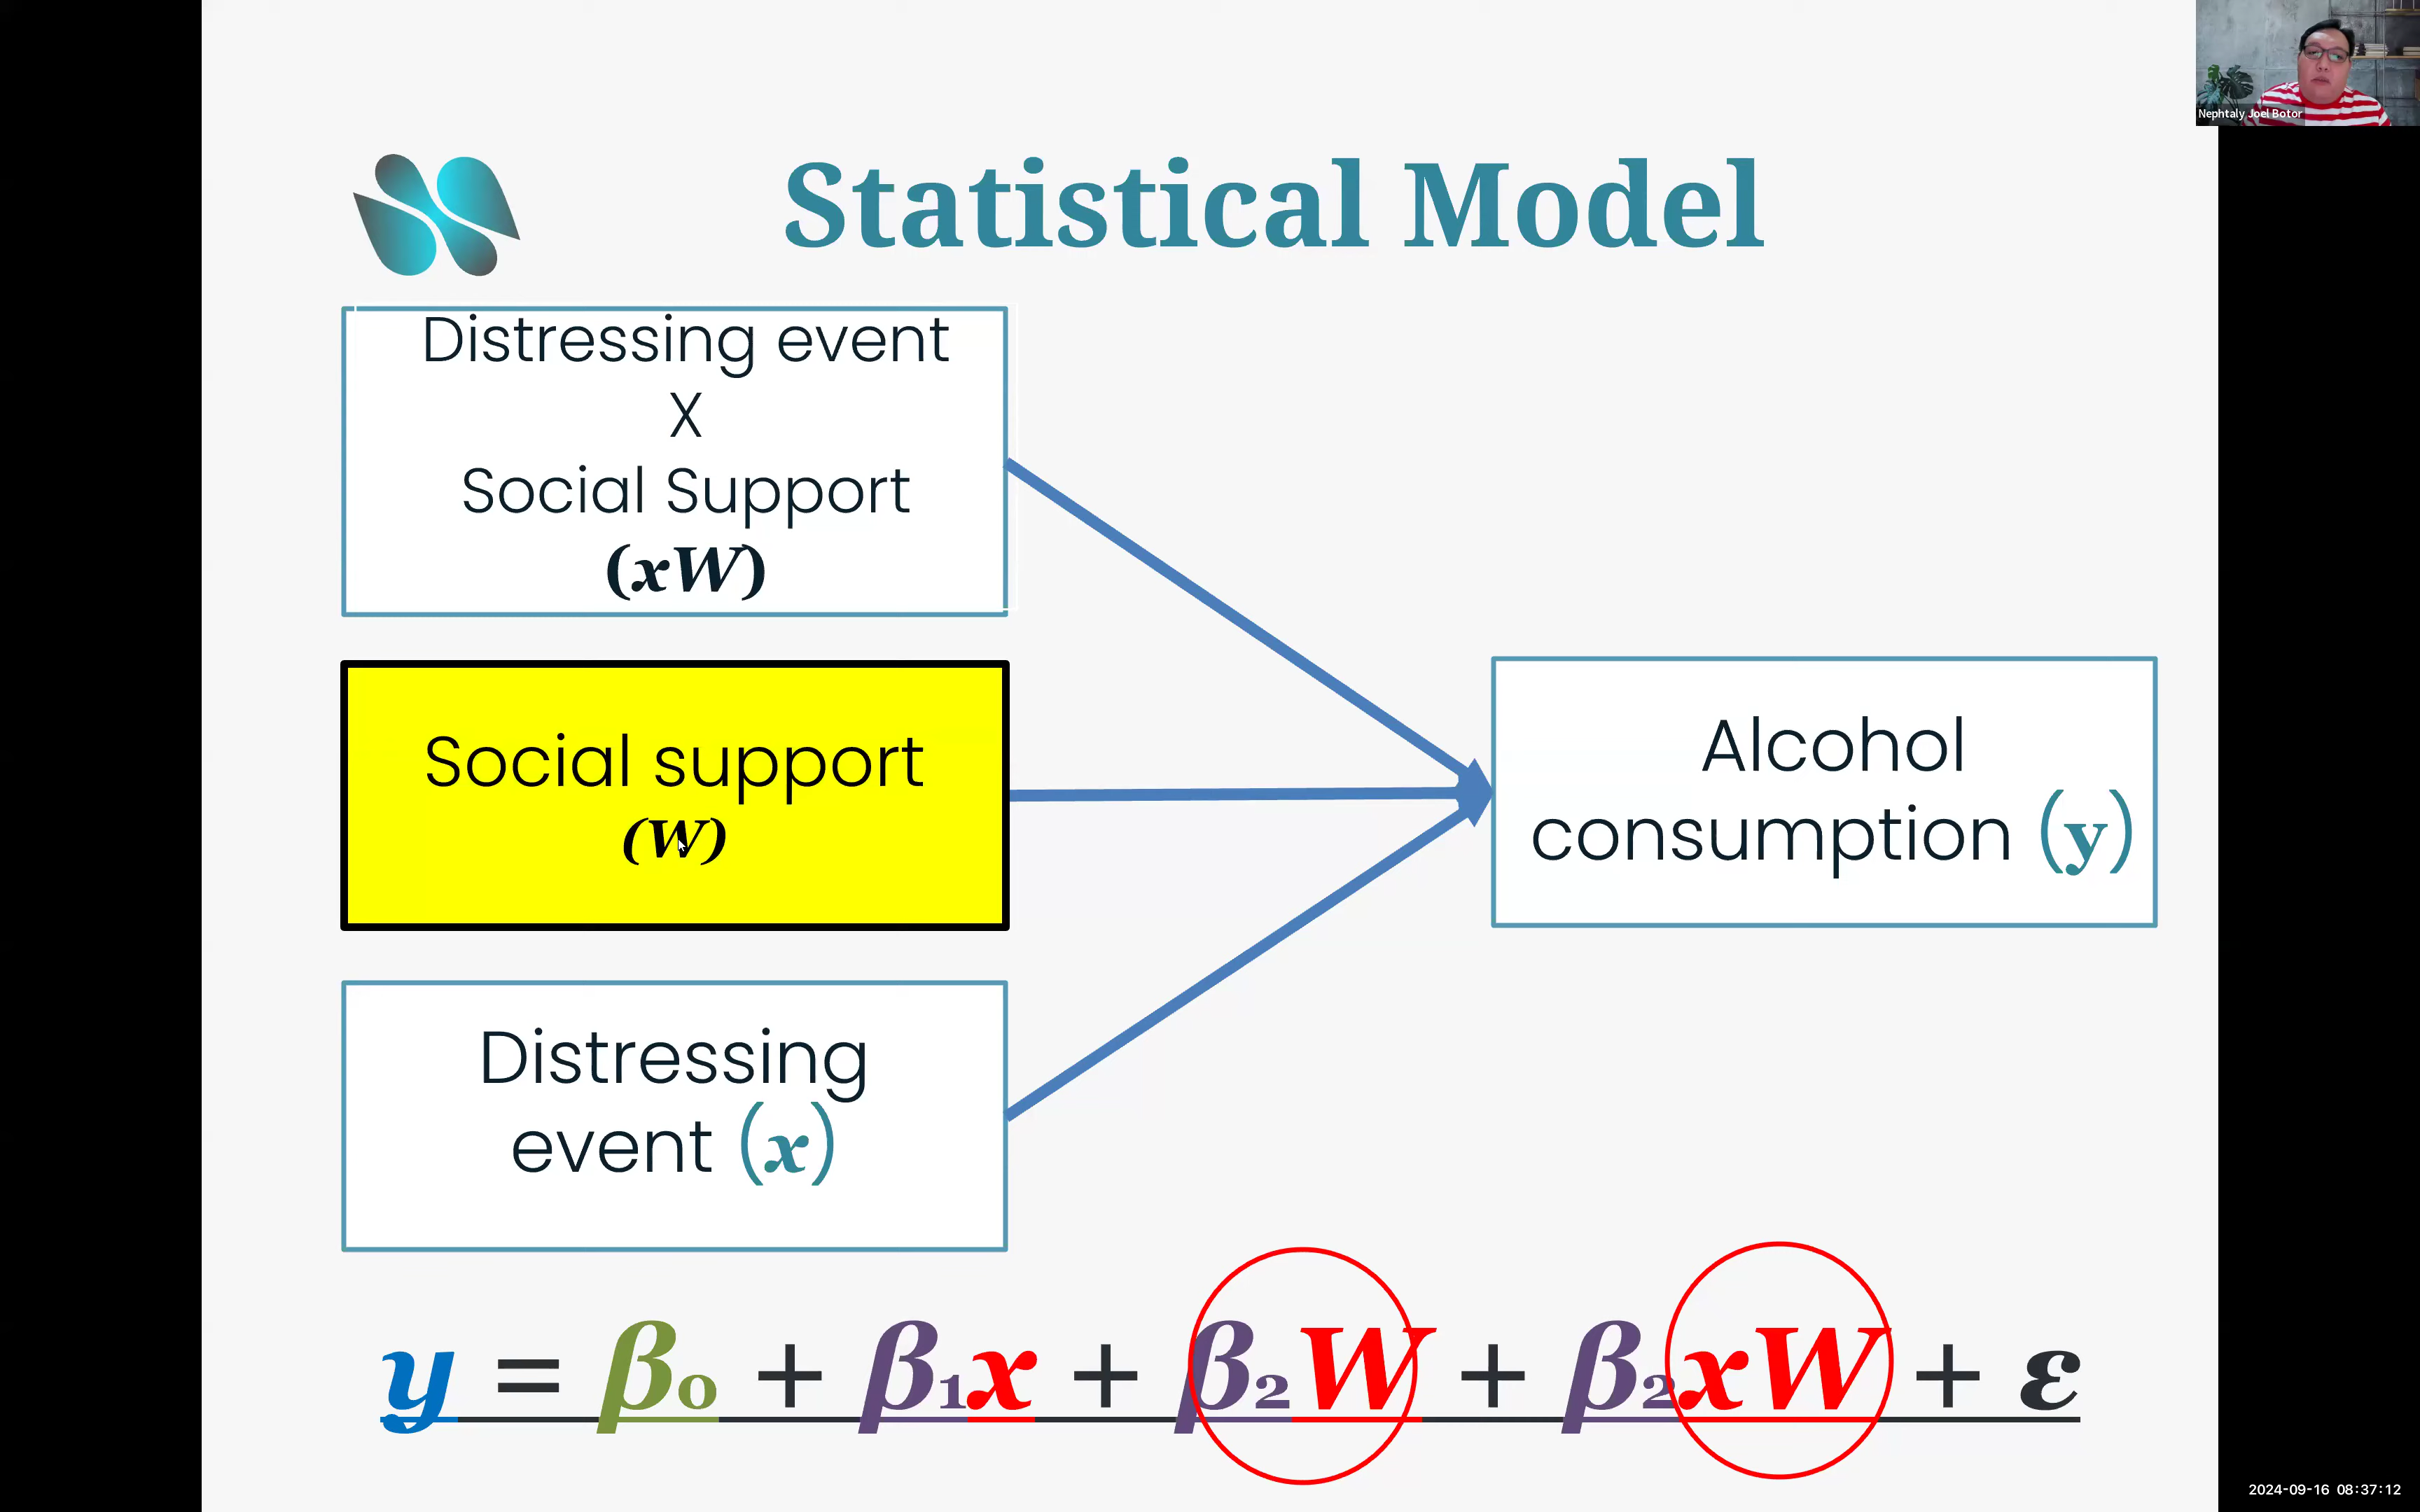 Nephtaly Joel Botor
Statistical Model
Distressing event
X
Social Support
(xW)
Social support
(W)
Distressing
event (x)
Alcohol
consumption (y)
y = β₀ + β₁x + β₂W + β₂xW + ε
2024-09-16 08:37:12